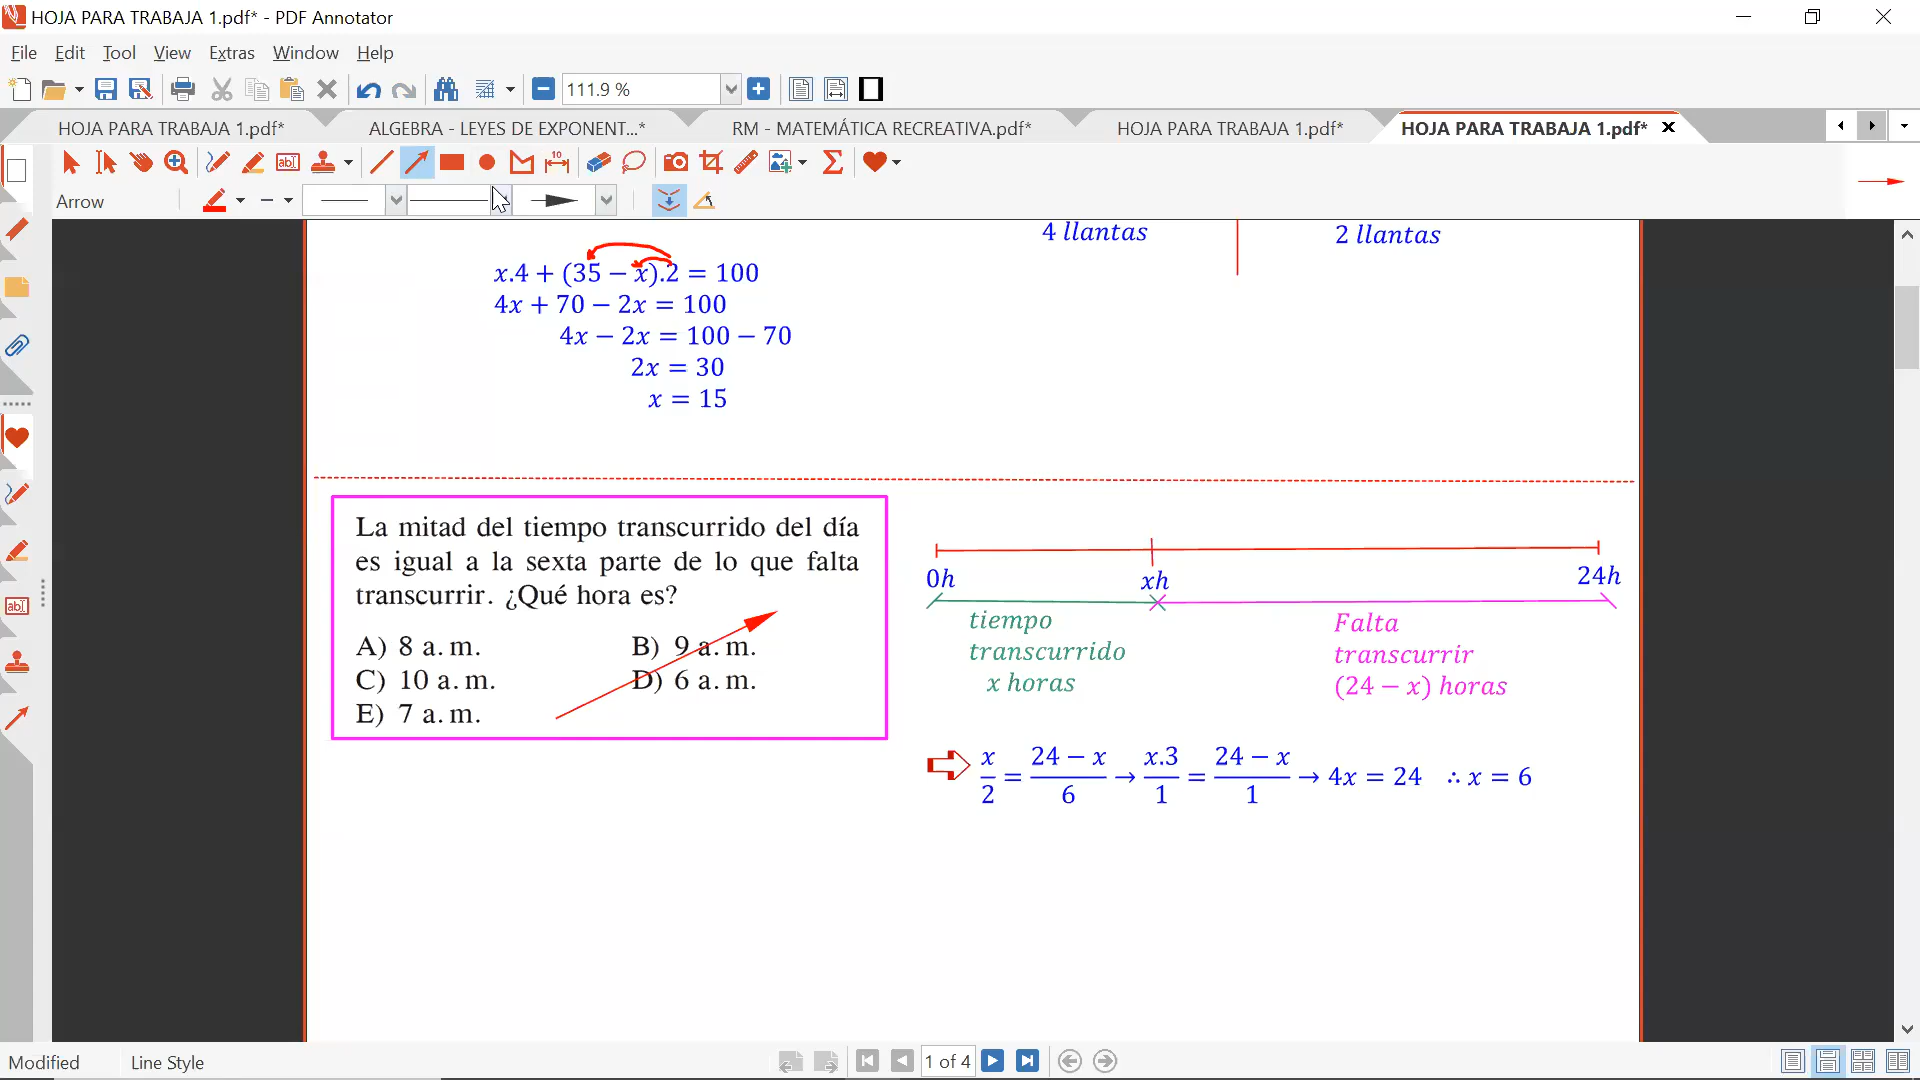 HOJA PARA TRABAJA 1.pdf* - PDF Annotator
File Edit Tool View Extras Window Help
111.9 %
HOJA PARA TRABAJA 1.pdf* ALGEBRA - LEYES DE EXPONENT...* RM - MATEMÁTICA RECREATIVA.pdf* HOJA PARA TRABAJA 1.pdf* HOJA PARA TRABAJA 1.pdf*
Arrow
4 llantas 2 llantas
x.4 + (35 − x).2 = 100
4x + 70 − 2x = 100
4x − 2x = 100 − 70
2x = 30
x = 15
La mitad del tiempo transcurrido del día
es igual a la sexta parte de lo que falta
transcurrir. ¿Qué hora es?
A) 8 a. m. B) 9 a. m.
C) 10 a. m. D) 6 a. m.
E) 7 a. m.
0h xh 24h
tiempo
transcurrido
x horas
Falta
transcurrir
(24 − x) horas
x/2 = (24 − x)/6 → x.3/1 = (24 − x)/1 → 4x = 24 ∴ x = 6
Modified Line Style 1 of 4